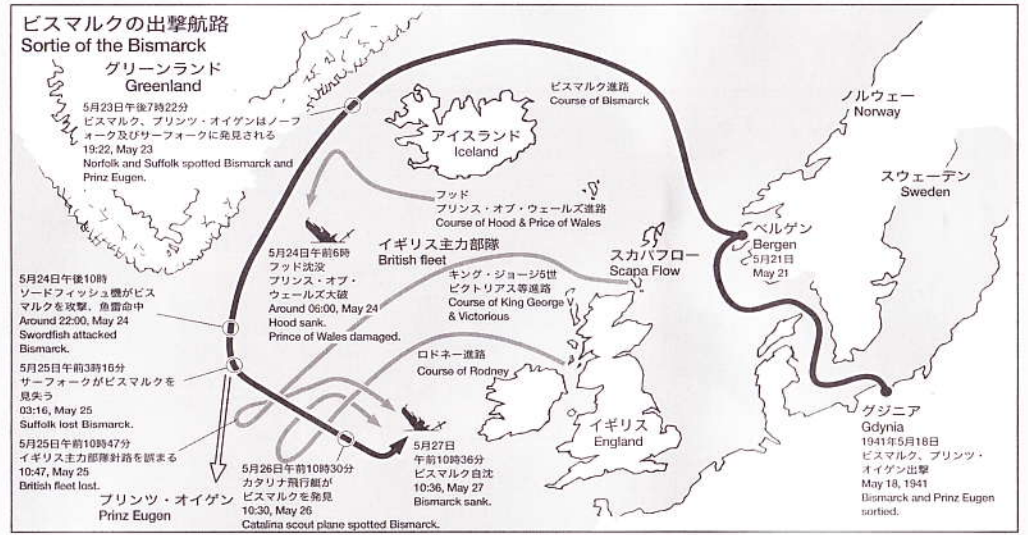 ビスマルクの出撃航路
Sortie of the Bismarck
グリーンランド
Greenland
5月23日午後7時22分
ビスマルク、プリンツ・オイゲンはノーフ
ォーク及びサーフォークに発見される
19:22, May 23
Norfolk and Suffolk spotted Bismarck and
Prinz Eugen.
アイスランド
Iceland
ビスマルク進路
Course of Bismarck
ノルウェー
Norway
スウェーデン
Sweden
フッド
プリンス・オブ・ウェールズ進路
Course of Hood & Price of Wales
ベルゲン
Bergen
5月21日
May 21
イギリス主力部隊
British fleet
スカパフロー
Scapa Flow
5月24日午前6時
フッド沈没
プリンス・オブ・
ウェールズ大破
Around 06:00, May 24
Hood sank.
Prince of Wales damaged.
キング・ジョージ5世
ビクトリアス等進路
Course of King George V
& Victorious
5月24日午後10時
ソードフィッシュ機がビス
マルクを攻撃、魚雷命中
Around 22:00, May 24
Swordfish attacked
Bismarck.
ロドネー進路
Course of Rodney
5月25日午前3時16分
サーフォークがビスマルクを
見失う
03:16, May 25
Suffolk lost Bismarck.
5月25日午前10時47分
イギリス主力部隊針路を誤まる
10:47, May 25
British fleet lost.
プリンツ・オイゲン
Prinz Eugen
5月26日午前10時30分
カタリナ飛行艇が
ビスマルクを発見
10:30, May 26
Catalina scout plane spotted Bismarck.
5月27日
午前10時36分
ビスマルク自沈
10:36, May 27
Bismarck sank.
イギリス
England
グジニア
Gdynia
1941年5月18日
ビスマルク、プリンツ・
オイゲン出撃
May 18, 1941
Bismarck and Prinz Eugen
sortied.